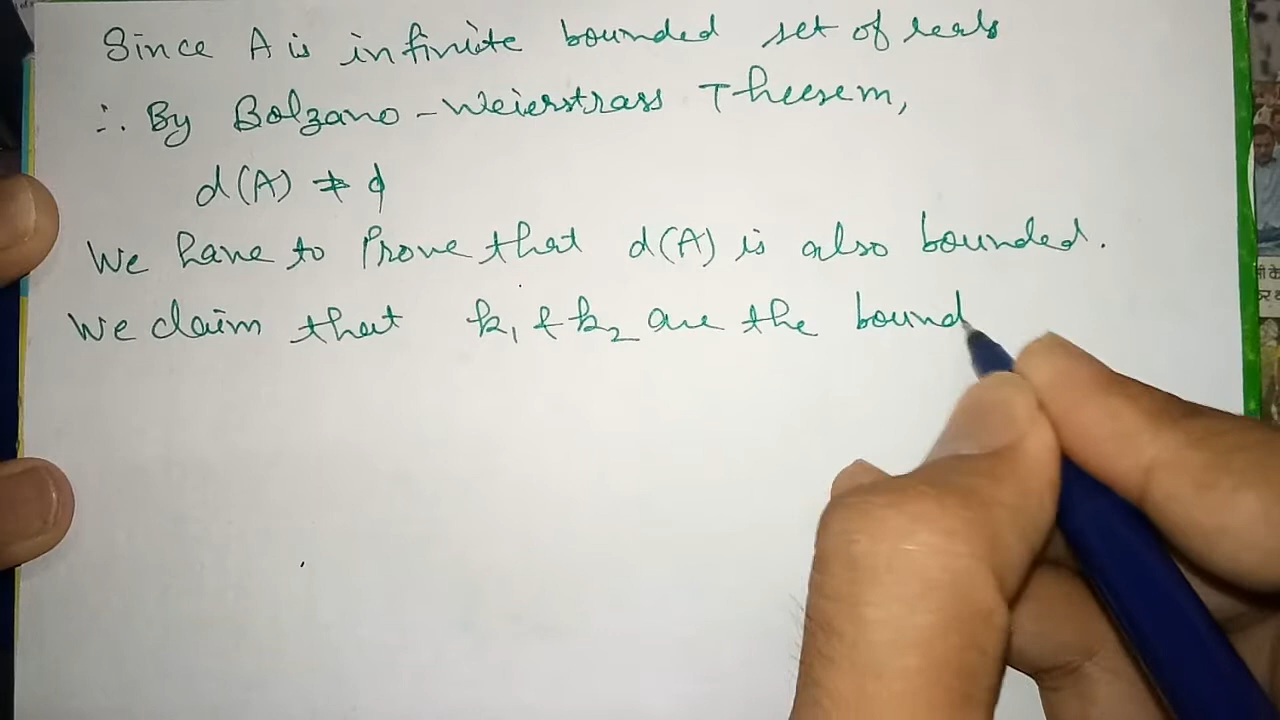 Since A is infinite bounded set of reals
∴ By Bolzano - Weierstrass Theorem,
d(A) ≠ ϕ
We have to Prove that d(A) is also bounded.
We claim that k₁ & k₂ are the bound